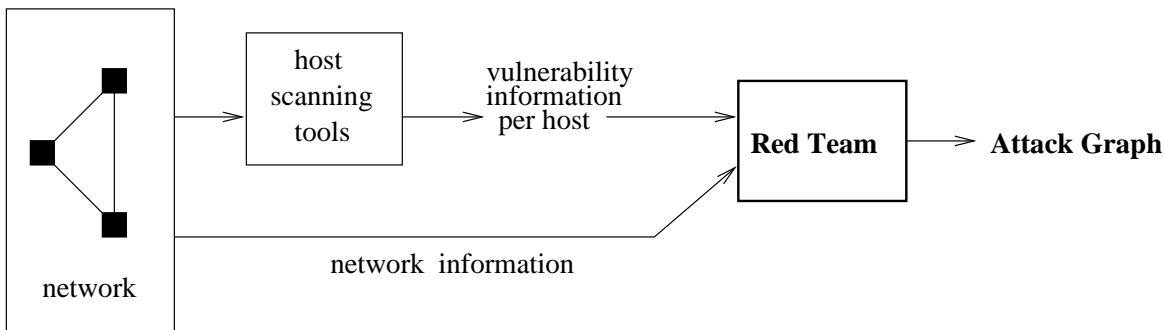 host
scanning
tools
vulnerability
information
per host
Red Team
Attack Graph
network information
network